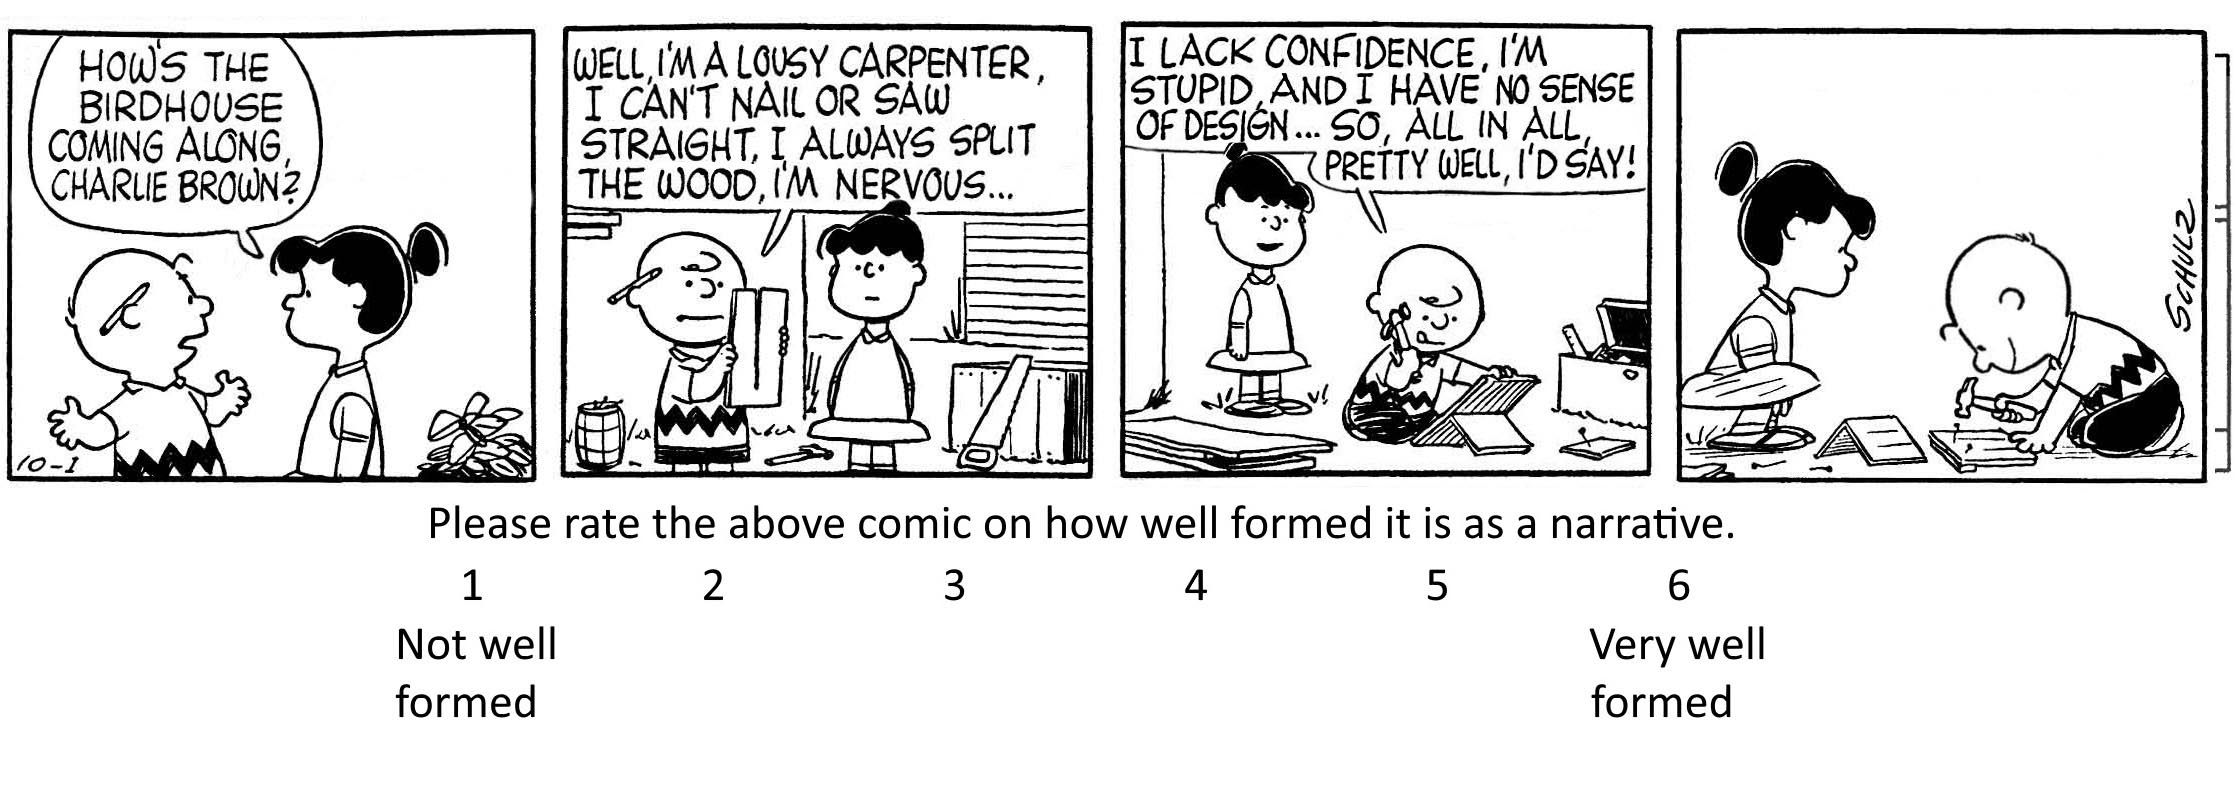 HOW'S THE
BIRDHOUSE
COMING ALONG,
CHARLIE BROWN?
10-1
WELL, I'M A LOUSY CARPENTER,
I CAN'T NAIL OR SAW
STRAIGHT, I ALWAYS SPLIT
THE WOOD, I'M NERVOUS...
I LACK CONFIDENCE, I'M
STUPID, AND I HAVE NO SENSE
OF DESIGN... SO, ALL IN ALL,
PRETTY WELL, I'D SAY!
SCHULZ
Please rate the above comic on how well formed it is as a narrative.
1 2 3 4 5 6
Not well
formed
Very well
formed